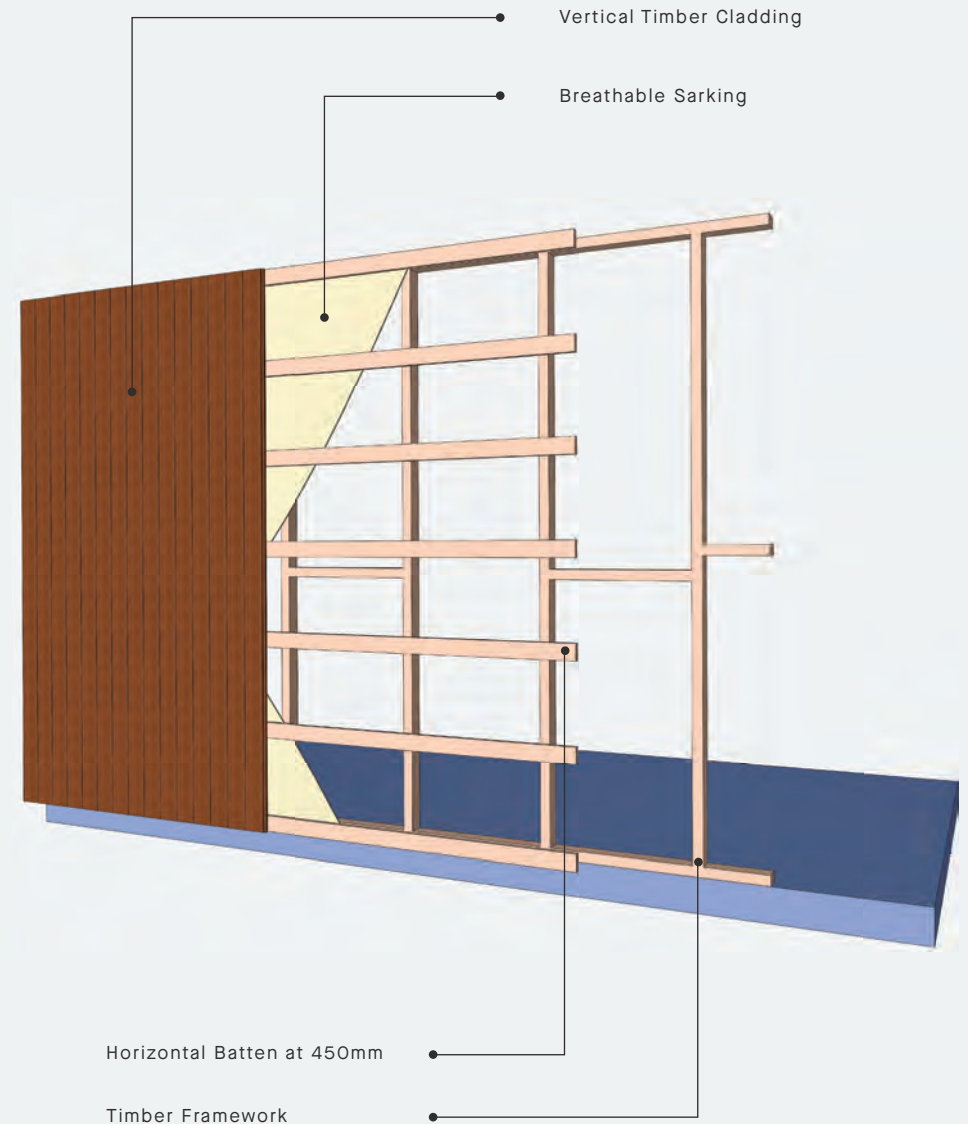 Vertical Timber Cladding
Breathable Sarking
Horizontal Batten at 450mm
Timber Framework